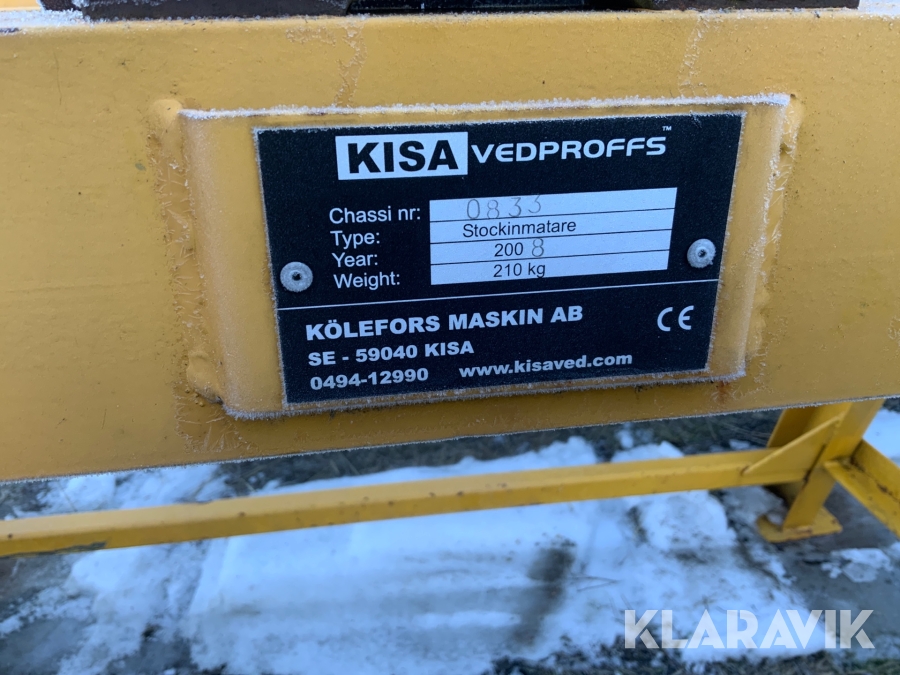 KISA VEDPROFFS™
Chassi nr: 0833
Type: Stockinmatare
Year: 2008
Weight: 210 kg
KÖLEFORS MASKIN AB CE
SE - 59040 KISA
0494-12990 www.kisaved.com
KLARAVIK